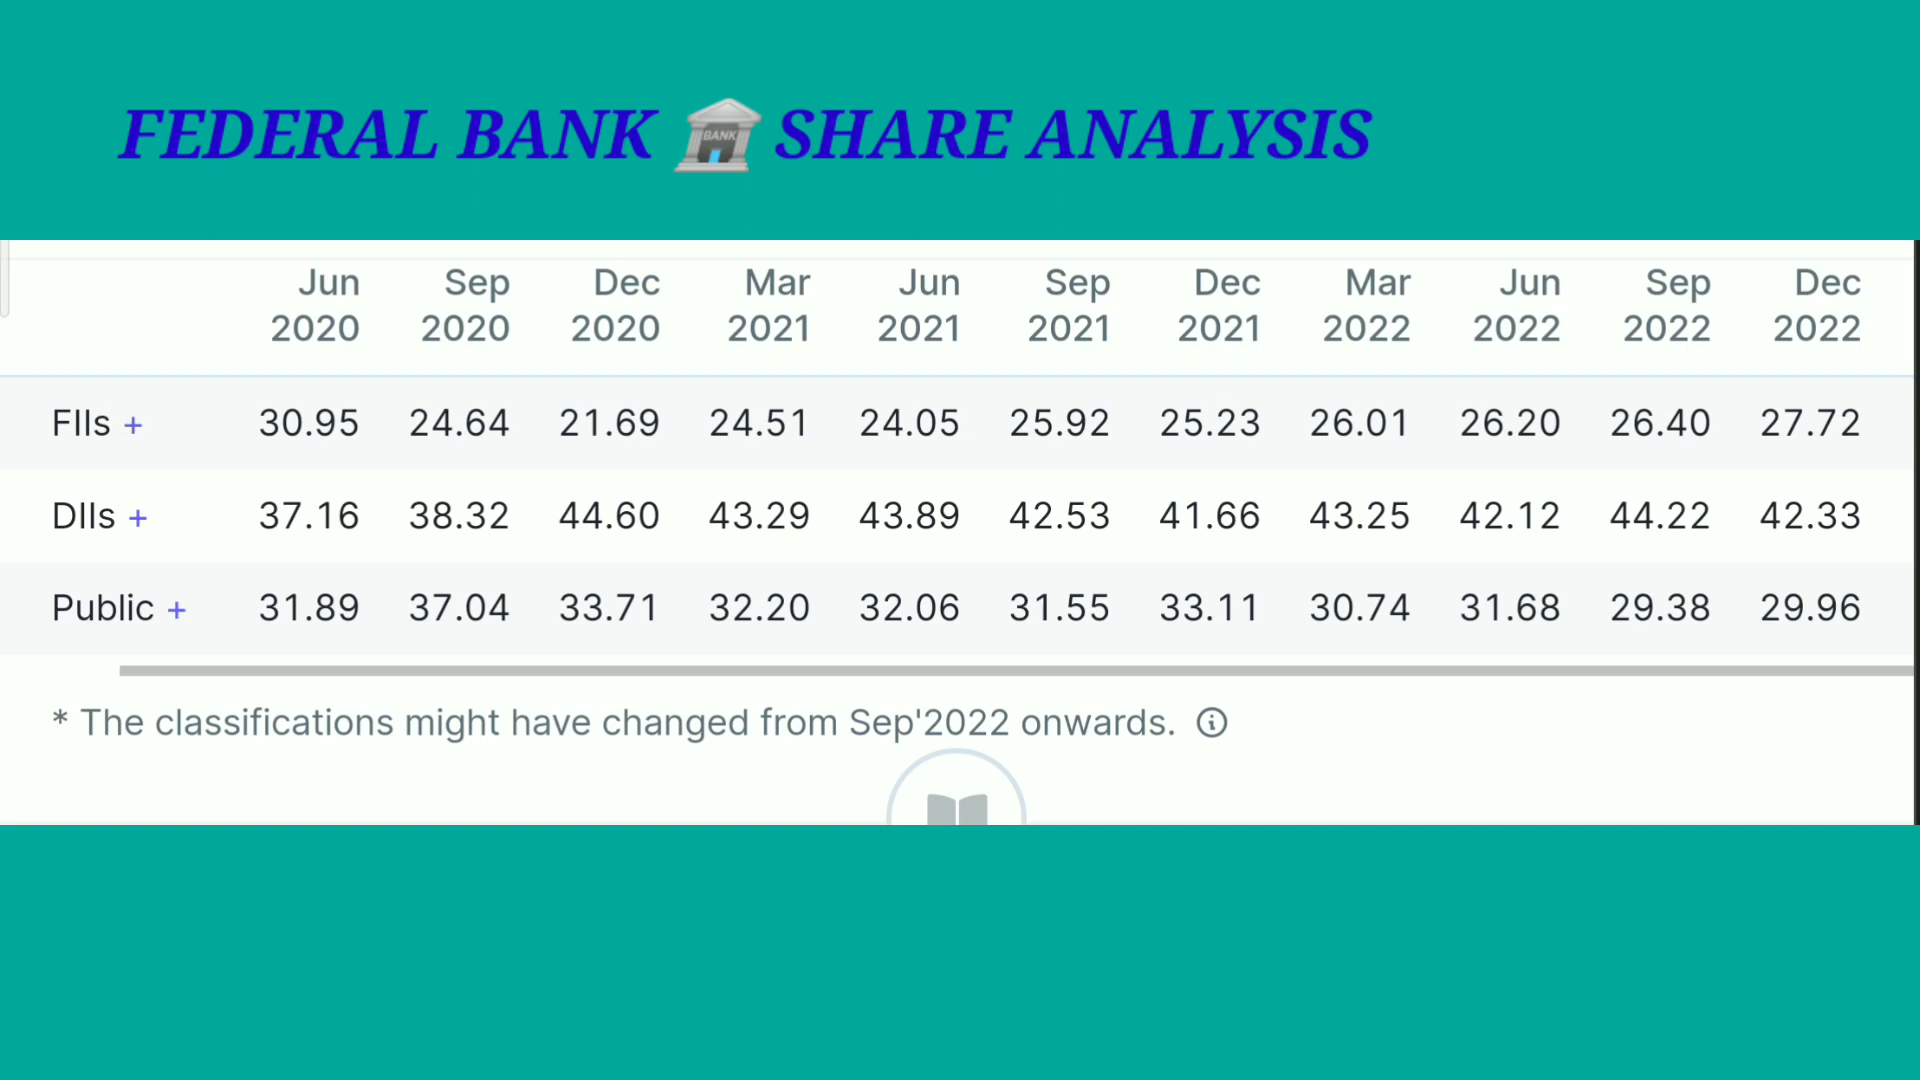 FEDERAL BANK 🏦 SHARE ANALYSIS
BANK
Jun Sep Dec Mar Jun Sep Dec Mar Jun Sep Dec
2020 2020 2020 2021 2021 2021 2021 2022 2022 2022 2022
FIIs + 30.95 24.64 21.69 24.51 24.05 25.92 25.23 26.01 26.20 26.40 27.72
DIIs + 37.16 38.32 44.60 43.29 43.89 42.53 41.66 43.25 42.12 44.22 42.33
Public + 31.89 37.04 33.71 32.20 32.06 31.55 33.11 30.74 31.68 29.38 29.96
* The classifications might have changed from Sep'2022 onwards.